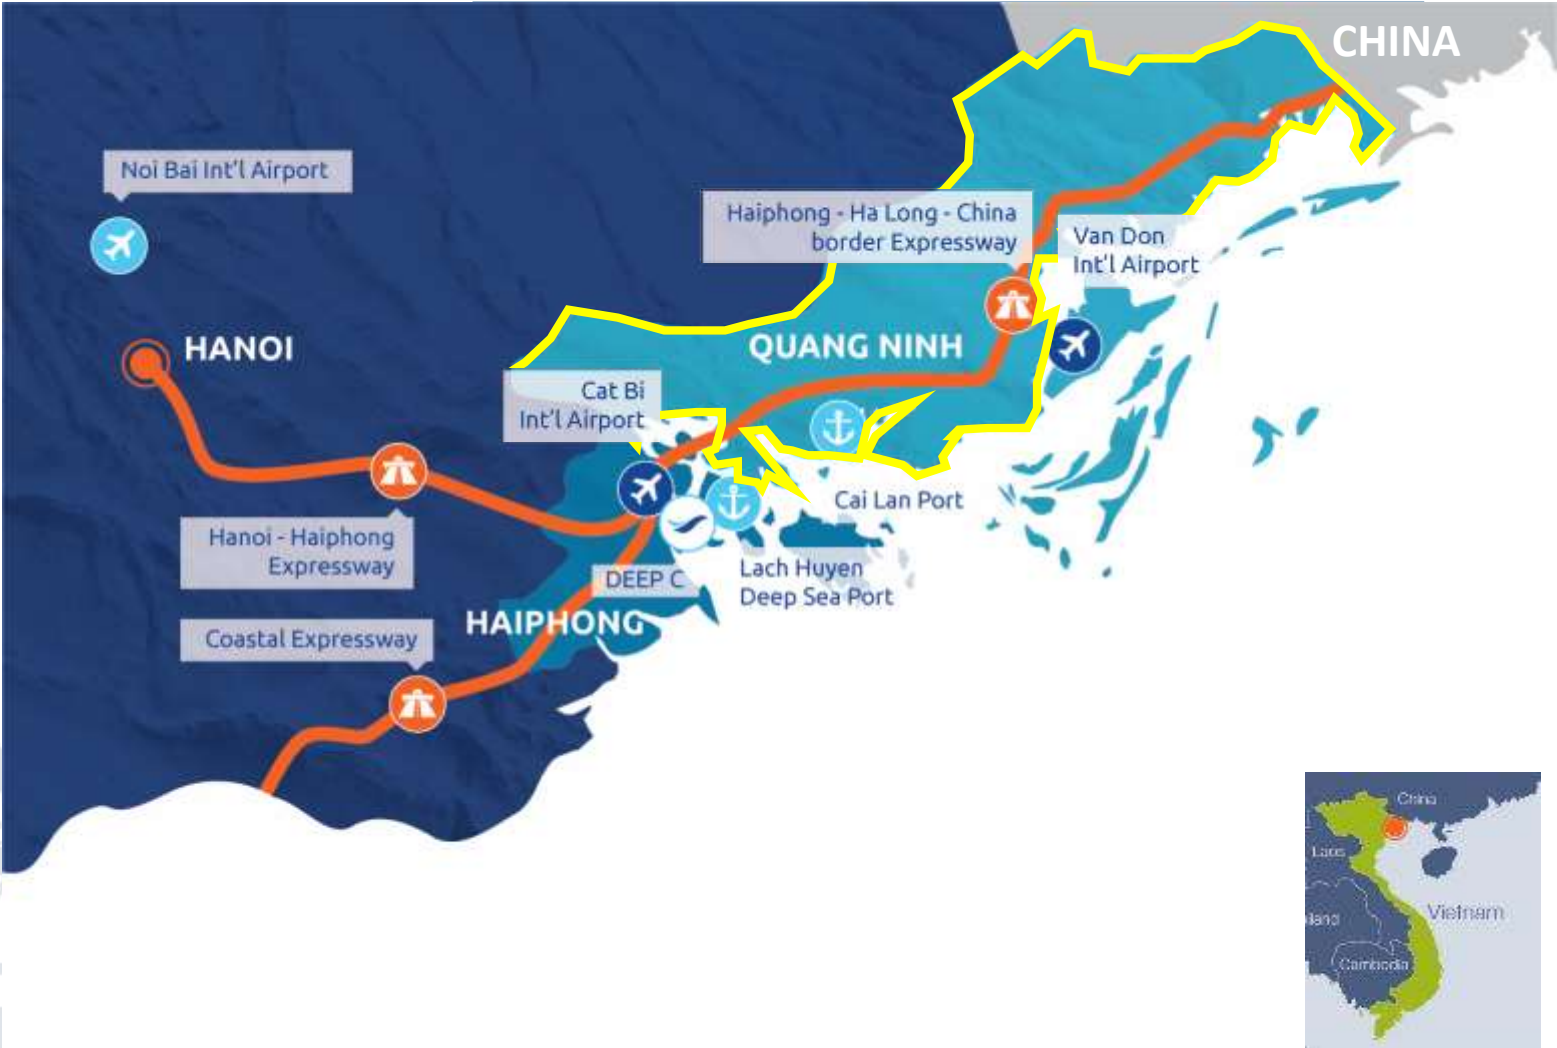 CHINA
Noi Bai Int'l Airport
Haiphong - Ha Long - China
border Expressway
Van Don
Int'l Airport
HANOI
QUANG NINH
Cat Bi
Int'l Airport
Cai Lan Port
Hanoi - Haiphong
Expressway
DEEP C
Lach Huyen
Deep Sea Port
HAIPHONG
Coastal Expressway
China
Laos
Vietnam
iland
Cambodia